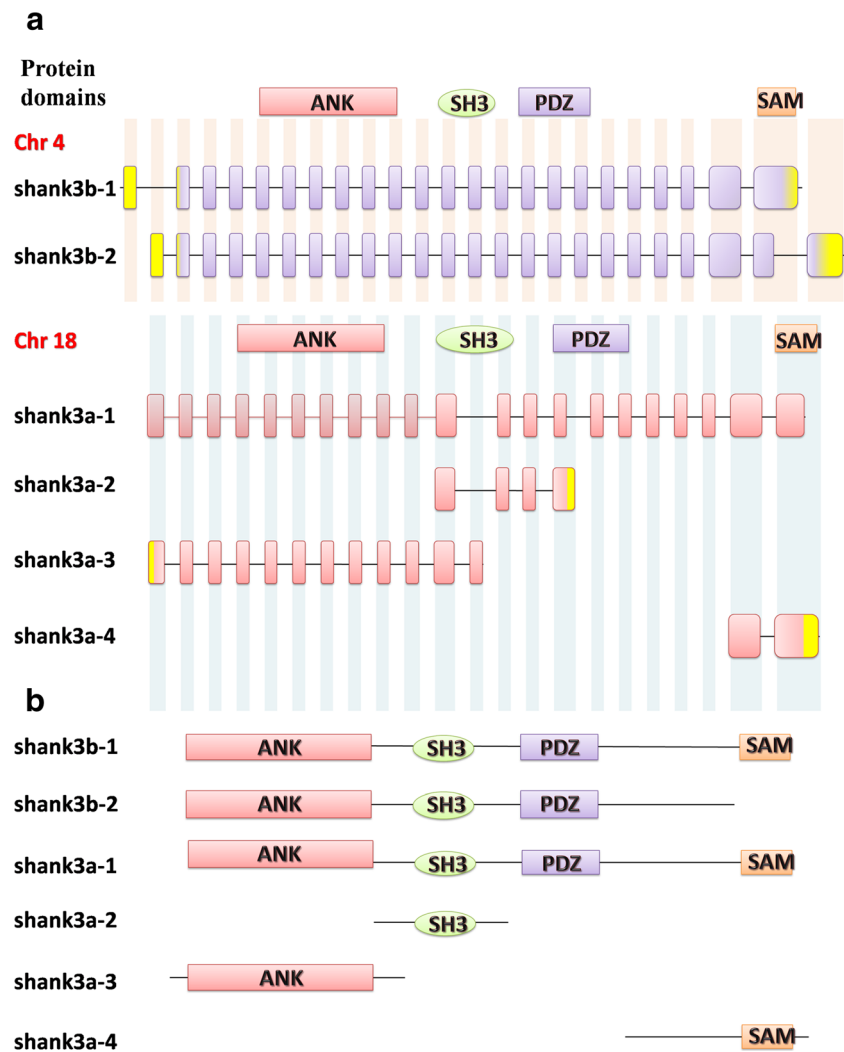 a
Protein
domains
ANK SH3 PDZ SAM
Chr 4
shank3b-1
shank3b-2
Chr 18
ANK SH3 PDZ SAM
shank3a-1
shank3a-2
shank3a-3
shank3a-4
b
shank3b-1 ANK SH3 PDZ SAM
shank3b-2 ANK SH3 PDZ
shank3a-1 ANK SH3 PDZ SAM
shank3a-2 SH3
shank3a-3 ANK
shank3a-4 SAM